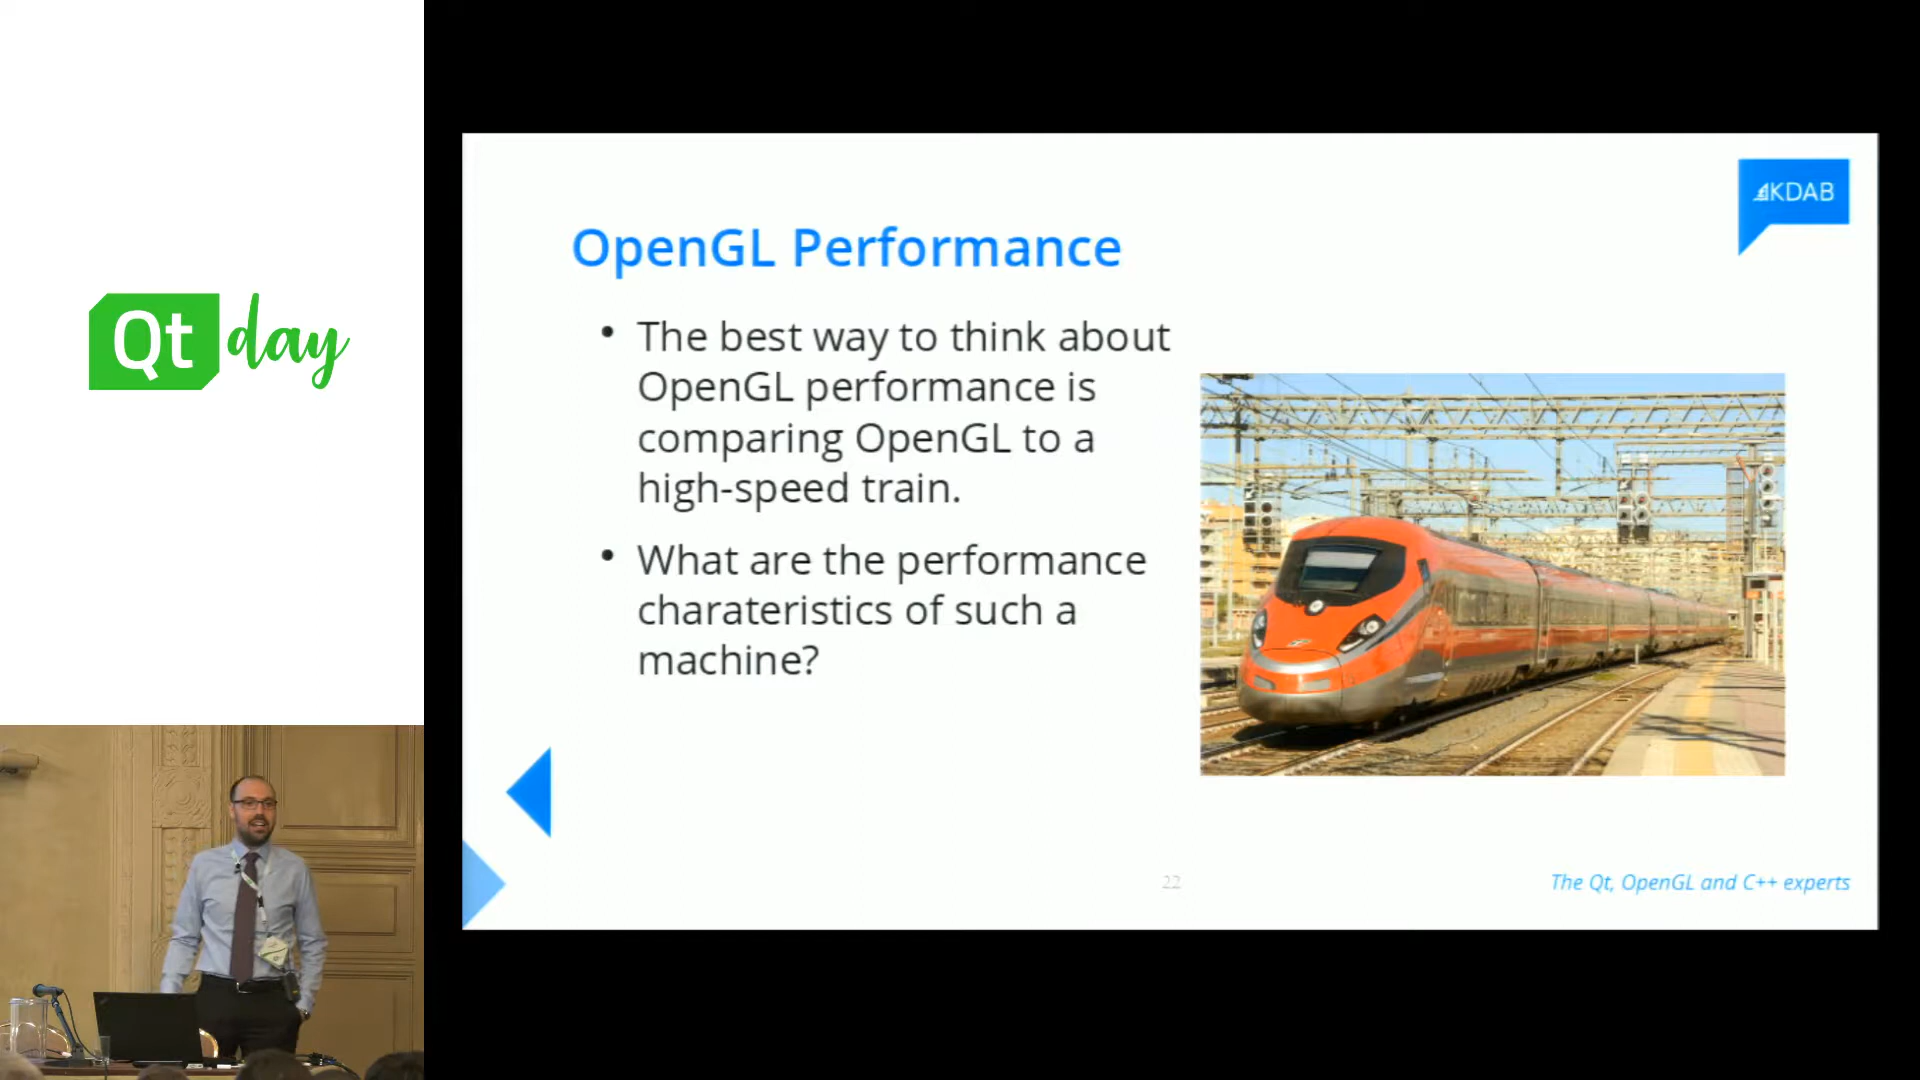 Qt day
KDAB
OpenGL Performance
• The best way to think about
OpenGL performance is
comparing OpenGL to a
high-speed train.
• What are the performance
charateristics of such a
machine?
22
The Qt, OpenGL and C++ experts